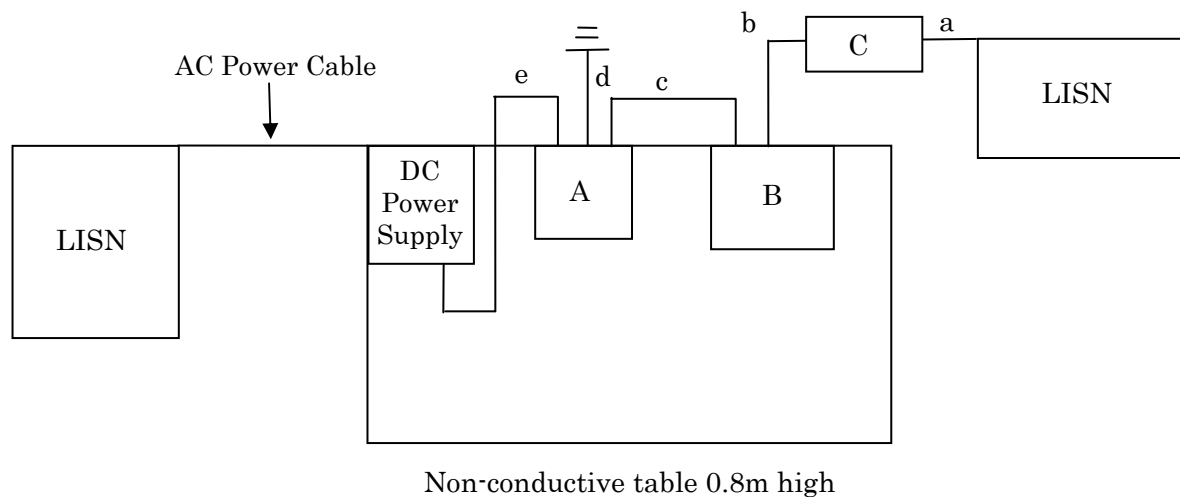 b
C
a
AC Power Cable
e
d
c
LISN
DC
Power
Supply
A
B
LISN
Non-conductive table 0.8m high